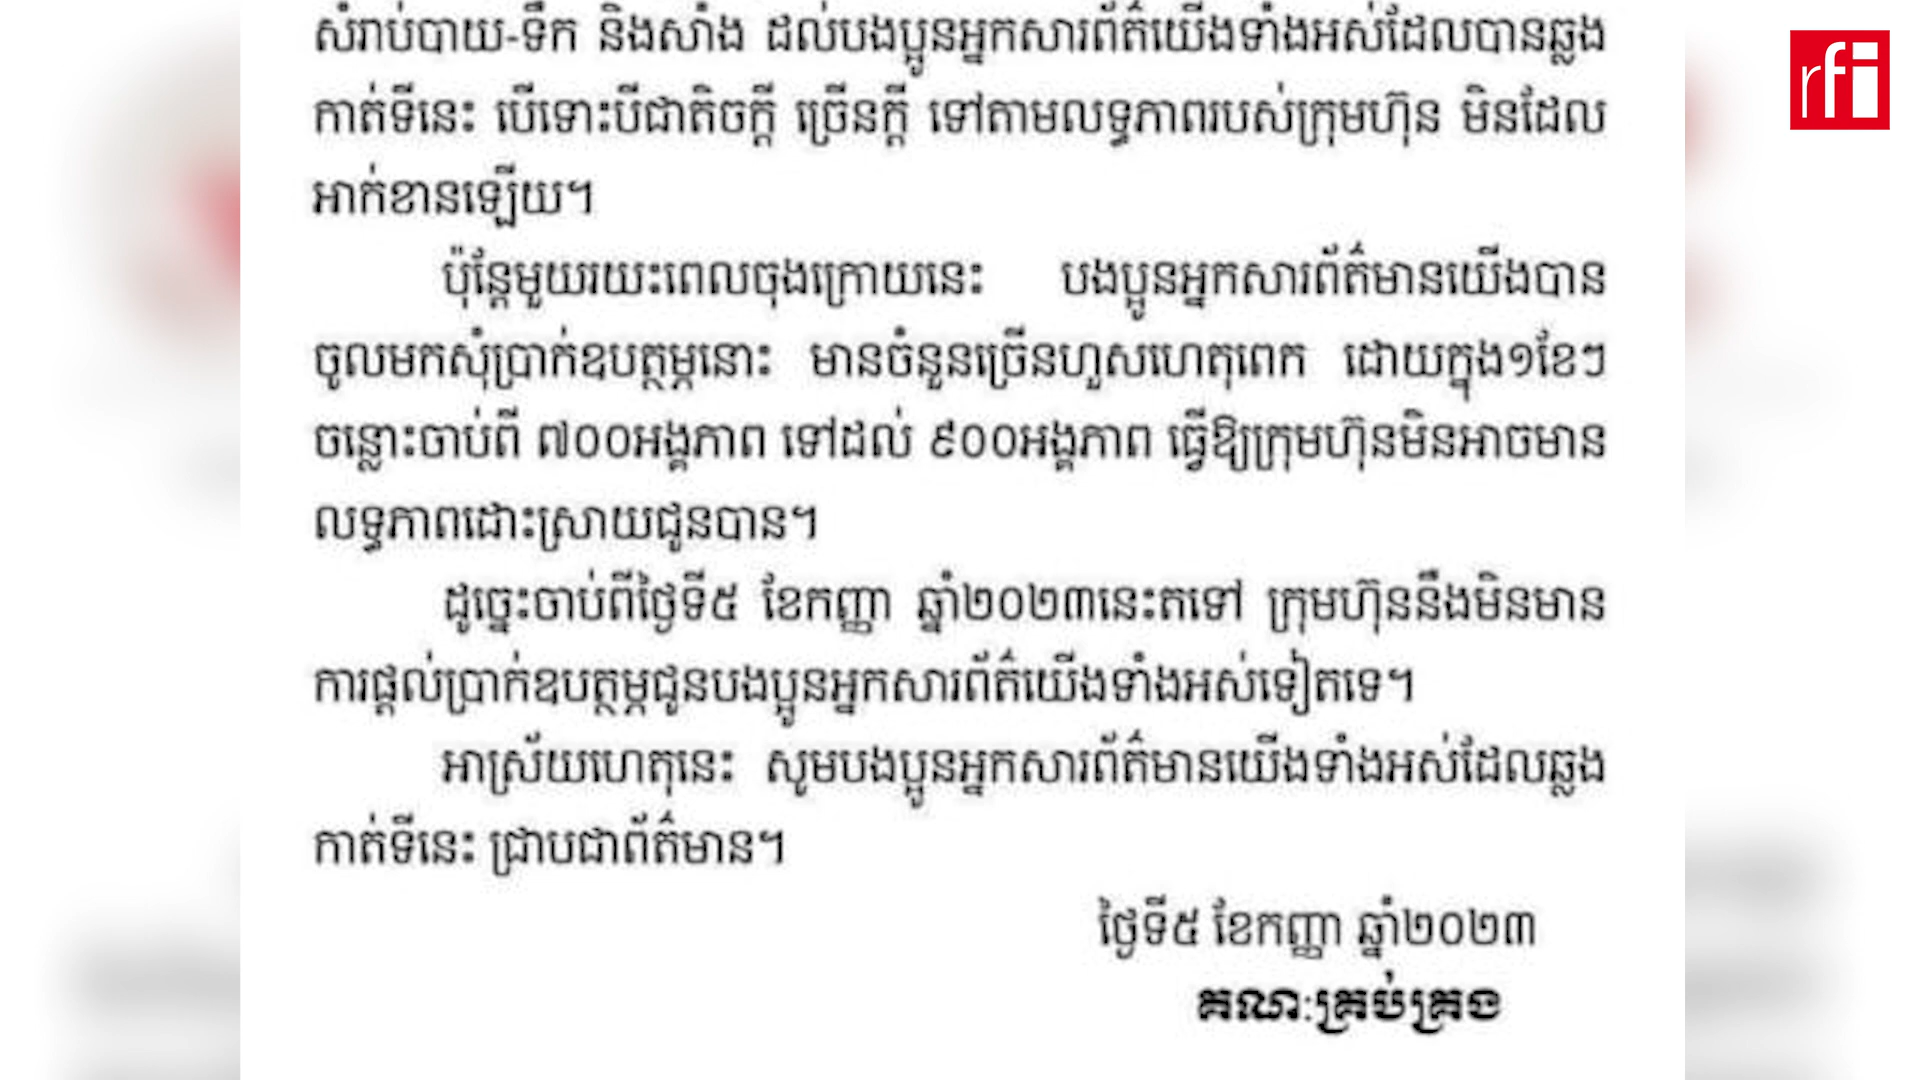 សំរាប់បាយ-ទឹក និងសាំង ដល់បងប្អូនអ្នកសារព័ត៌យើងទាំងអស់ដែលបានឆ្លង
កាត់ទីនេះ បើទោះបីជាតិចក្ដី ច្រើនក្ដី ទៅតាមលទ្ធភាពរបស់ក្រុមហ៊ុន មិនដែល
អាក់ខានឡើយ។
ប៉ុន្តែមួយរយៈពេលចុងក្រោយនេះ បងប្អូនអ្នកសារព័ត៌មានយើងបាន
ចូលមកសុំប្រាក់ឧបត្ថម្ភនោះ មានចំនួនច្រើនហួសហេតុពេក ដោយក្នុង១ខែៗ
ចន្លោះចាប់ពី ៧០០អង្គភាព ទៅដល់ ៩០០អង្គភាព ធ្វើឱ្យក្រុមហ៊ុនមិនអាចមាន
លទ្ធភាពដោះស្រាយជូនបាន។
ដូច្នេះចាប់ពីថ្ងៃទី៥ ខែកញ្ញា ឆ្នាំ២០២៣នេះតទៅ ក្រុមហ៊ុននឹងមិនមាន
ការផ្ដល់ប្រាក់ឧបត្ថម្ភជូនបងប្អូនអ្នកសារព័ត៌យើងទាំងអស់ទៀតទេ។
អាស្រ័យហេតុនេះ សូមបងប្អូនអ្នកសារព័ត៌មានយើងទាំងអស់ដែលឆ្លង
កាត់ទីនេះ ជ្រាបជាព័ត៌មាន។
ថ្ងៃទី៥ ខែកញ្ញា ឆ្នាំ២០២៣
គណៈគ្រប់គ្រង
rfi